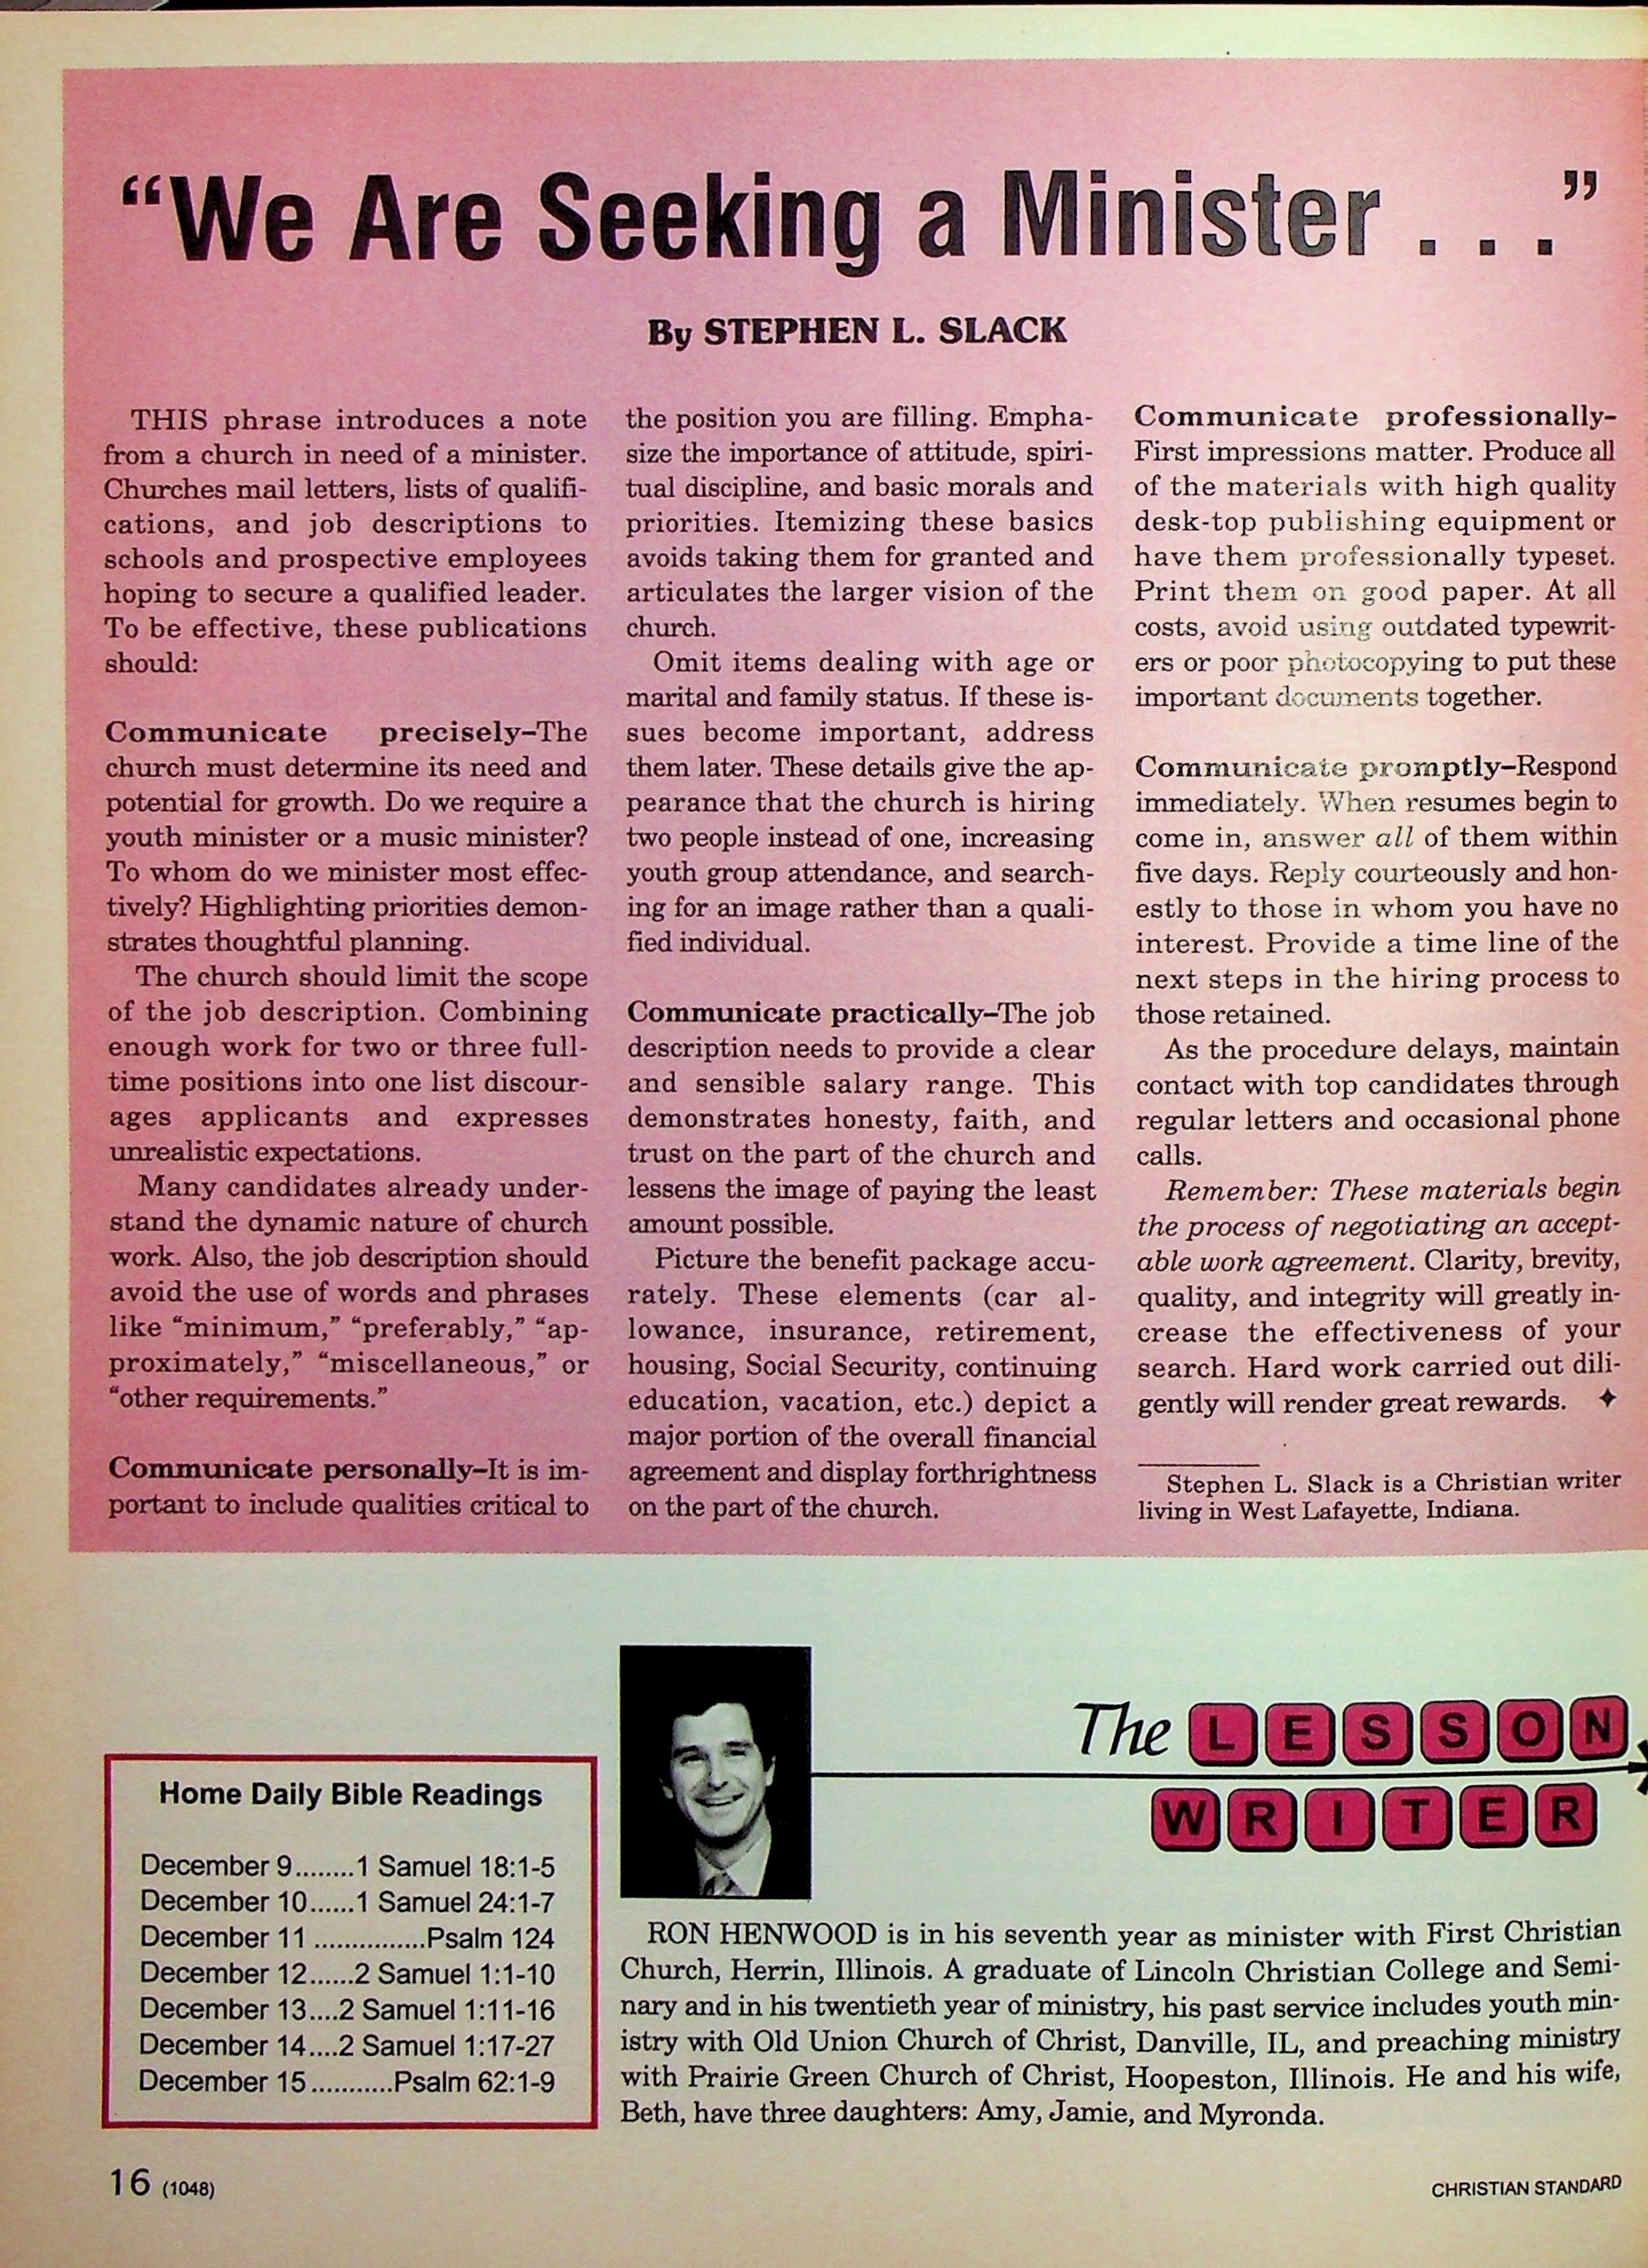 “We Are Seeking a Minister . . .”
By STEPHEN L. SLACK
THIS phrase introduces a note
from a church in need of a minister.
Churches mail letters, lists of qualifi-
cations, and job descriptions to
schools and prospective employees
hoping to secure a qualified leader.
To be effective, these publications
should:
Communicate precisely–The
church must determine its need and
potential for growth. Do we require a
youth minister or a music minister?
To whom do we minister most effec-
tively? Highlighting priorities demon-
strates thoughtful planning.
The church should limit the scope
of the job description. Combining
enough work for two or three full-
time positions into one list discour-
ages applicants and expresses
unrealistic expectations.
Many candidates already under-
stand the dynamic nature of church
work. Also, the job description should
avoid the use of words and phrases
like “minimum,” “preferably,” “ap-
proximately,” “miscellaneous,” or
“other requirements.”
Communicate personally–It is im-
portant to include qualities critical to
the position you are filling. Empha-
size the importance of attitude, spiri-
tual discipline, and basic morals and
priorities. Itemizing these basics
avoids taking them for granted and
articulates the larger vision of the
church.
Omit items dealing with age or
marital and family status. If these is-
sues become important, address
them later. These details give the ap-
pearance that the church is hiring
two people instead of one, increasing
youth group attendance, and search-
ing for an image rather than a quali-
fied individual.
Communicate practically–The job
description needs to provide a clear
and sensible salary range. This
demonstrates honesty, faith, and
trust on the part of the church and
lessens the image of paying the least
amount possible.
Picture the benefit package accu-
rately. These elements (car al-
lowance, insurance, retirement,
housing, Social Security, continuing
education, vacation, etc.) depict a
major portion of the overall financial
agreement and display forthrightness
on the part of the church.
Communicate professionally–
First impressions matter. Produce all
of the materials with high quality
desk-top publishing equipment or
have them professionally typeset.
Print them on good paper. At all
costs, avoid using outdated typewrit-
ers or poor photocopying to put these
important documents together.
Communicate promptly–Respond
immediately. When resumes begin to
come in, answer all of them within
five days. Reply courteously and hon-
estly to those in whom you have no
interest. Provide a time line of the
next steps in the hiring process to
those retained.
As the procedure delays, maintain
contact with top candidates through
regular letters and occasional phone
calls.
Remember: These materials begin
the process of negotiating an accept-
able work agreement. Clarity, brevity,
quality, and integrity will greatly in-
crease the effectiveness of your
search. Hard work carried out dili-
gently will render great rewards. ✦
Stephen L. Slack is a Christian writer
living in West Lafayette, Indiana.
Home Daily Bible Readings
December 9........1 Samuel 18:1-5
December 10......1 Samuel 24:1-7
December 11 ...............Psalm 124
December 12......2 Samuel 1:1-10
December 13....2 Samuel 1:11-16
December 14....2 Samuel 1:17-27
December 15...........Psalm 62:1-9
The LESSON
WRITER
RON HENWOOD is in his seventh year as minister with First Christian
Church, Herrin, Illinois. A graduate of Lincoln Christian College and Semi-
nary and in his twentieth year of ministry, his past service includes youth min-
istry with Old Union Church of Christ, Danville, IL, and preaching ministry
with Prairie Green Church of Christ, Hoopeston, Illinois. He and his wife,
Beth, have three daughters: Amy, Jamie, and Myronda.
16 (1048)
CHRISTIAN STANDARD